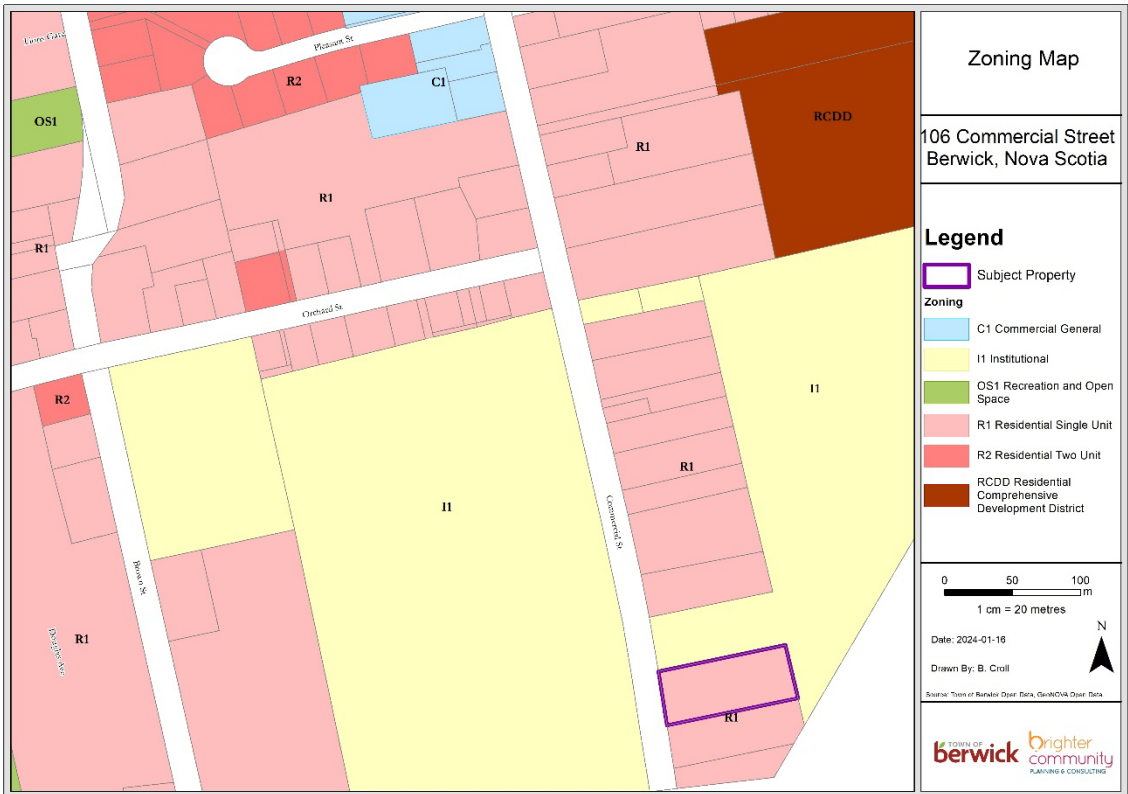 Pleasant St
R2
C1
OS1
RCDD
R1
R1
R1
Orchard St
R2
I1
I1
R1
Commercial St
Brown St
Douglas Ave
R1
R1
Zoning Map
106 Commercial Street
Berwick, Nova Scotia
Legend
Subject Property
Zoning
C1 Commercial General
I1 Institutional
OS1 Recreation and Open
Space
R1 Residential Single Unit
R2 Residential Two Unit
RCDD Residential
Comprehensive
Development District
0 50 100
m
1 cm = 20 metres
N
Date: 2024-01-16
Drawn By: B. Croll
Source: Town of Berwick Open Data, GeoNOVA Open Data
TOWN OF
berwick
brighter
community
PLANNING & CONSULTING